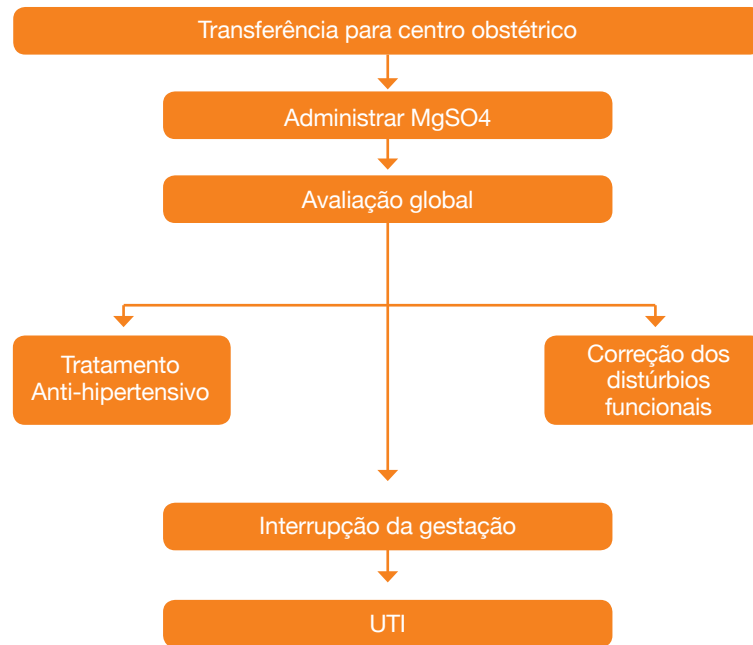 Transferência para centro obstétrico
Administrar MgSO4
Avaliação global
Tratamento
Anti-hipertensivo
Correção dos
distúrbios
funcionais
Interrupção da gestação
UTI